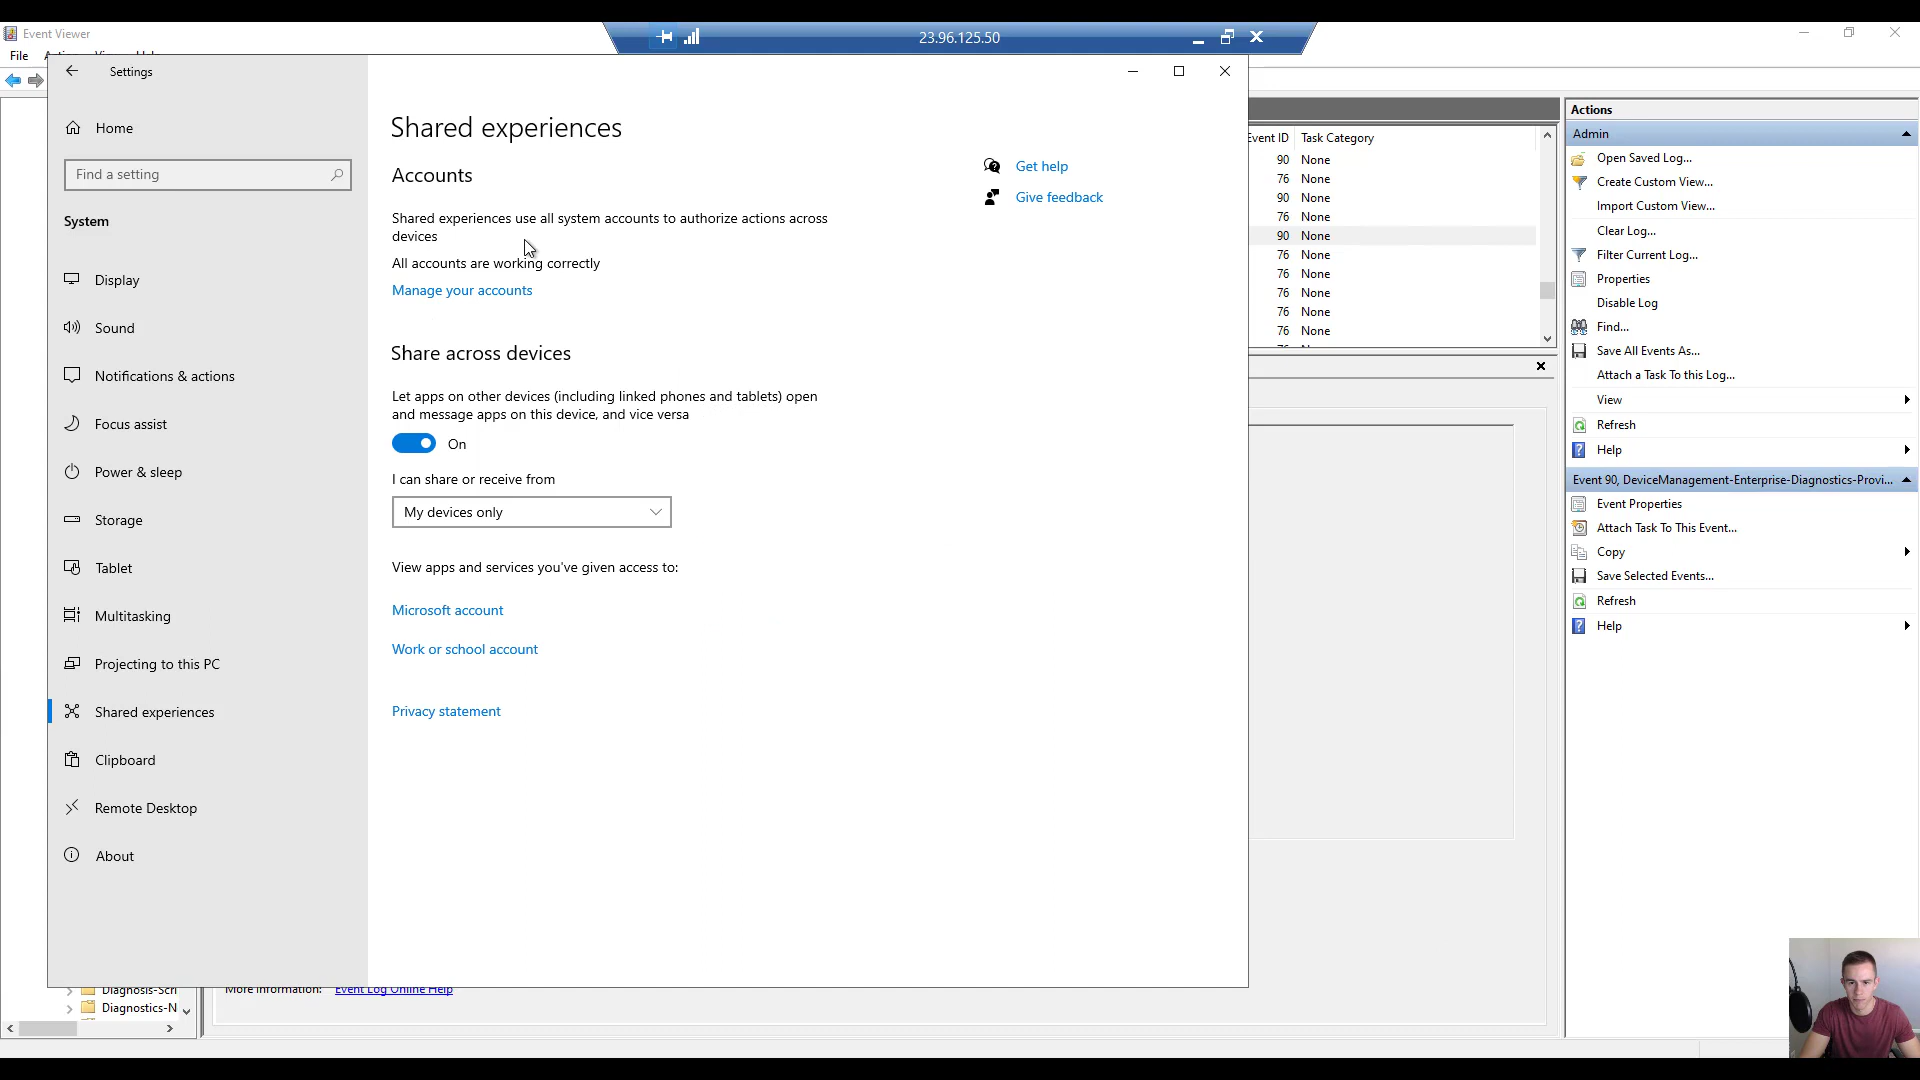 Event Viewer
23.96.125.50
File
Settings
Home
Find a setting
System
Display
Sound
Notifications & actions
Focus assist
Power & sleep
Storage
Tablet
Multitasking
Projecting to this PC
Shared experiences
Clipboard
Remote Desktop
About
Shared experiences
Accounts
Shared experiences use all system accounts to authorize actions across
devices
All accounts are working correctly
Manage your accounts
Share across devices
Let apps on other devices (including linked phones and tablets) open
and message apps on this device, and vice versa
On
I can share or receive from
My devices only
View apps and services you've given access to:
Microsoft account
Work or school account
Privacy statement
Get help
Give feedback
Event ID Task Category
90 None
76 None
90 None
76 None
90 None
76 None
76 None
76 None
76 None
76 None
Actions
Admin
Open Saved Log...
Create Custom View...
Import Custom View...
Clear Log...
Filter Current Log...
Properties
Disable Log
Find...
Save All Events As...
Attach a Task To this Log...
View
Refresh
Help
Event 90, DeviceManagement-Enterprise-Diagnostics-Provi...
Event Properties
Attach Task To This Event...
Copy
Save Selected Events...
Refresh
Help
Diagnosis-Scri
Diagnostics-N
More Information: Event Log Online Help